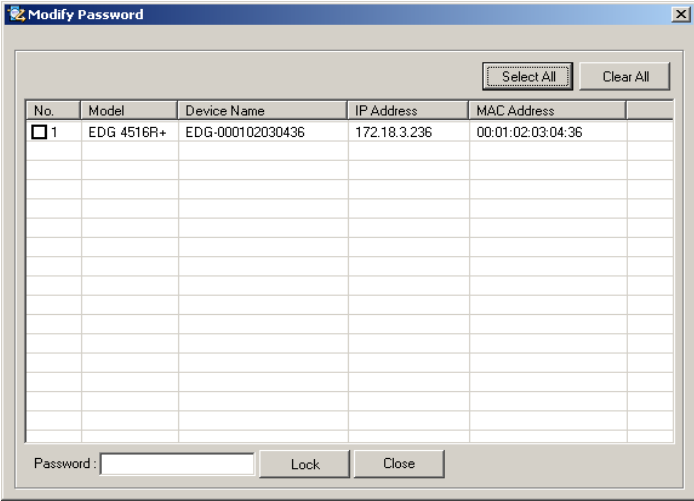 Modify Password
Select All Clear All
No. Model Device Name IP Address MAC Address
1 EDG 4516R+ EDG-000102030436 172.18.3.236 00:01:02:03:04:36
Password : Lock Close